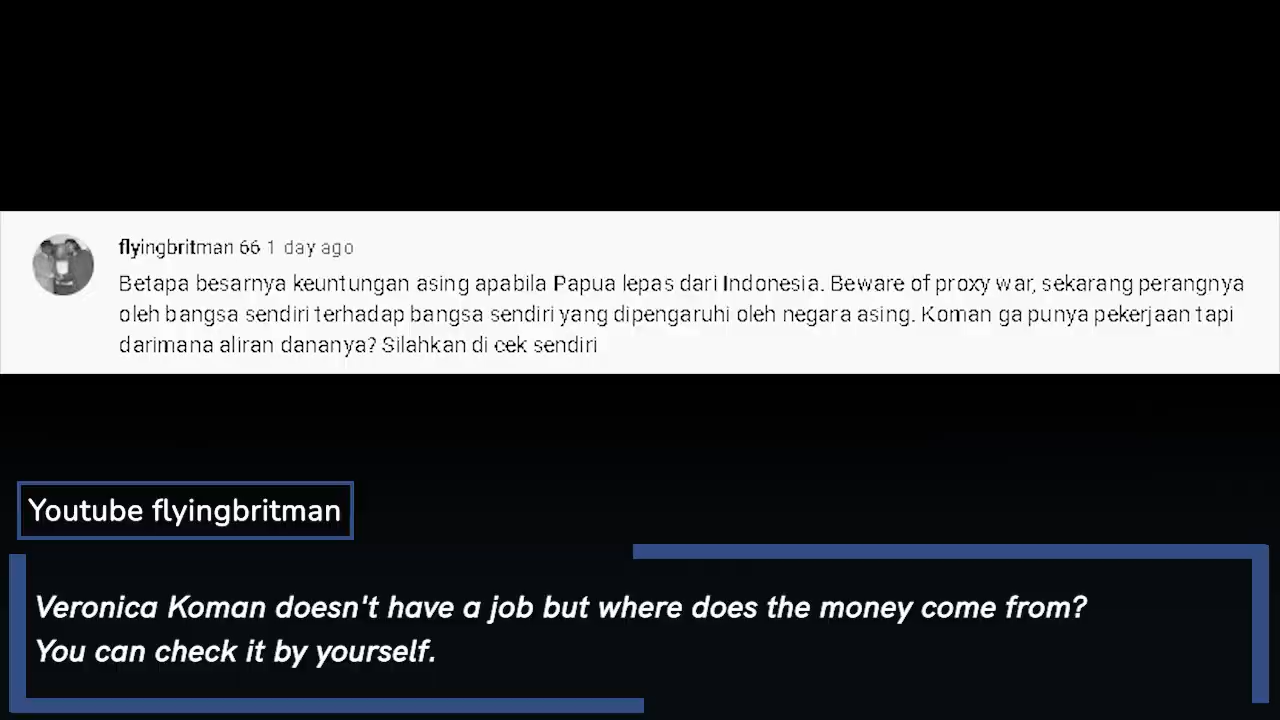 flyingbritman 66 1 day ago
Betapa besarnya keuntungan asing apabila Papua lepas dari Indonesia. Beware of proxy war, sekarang perangnya
oleh bangsa sendiri terhadap bangsa sendiri yang dipengaruhi oleh negara asing. Koman ga punya pekerjaan tapi
darimana aliran dananya? Silahkan di cek sendiri
Youtube flyingbritman
Veronica Koman doesn't have a job but where does the money come from?
You can check it by yourself.